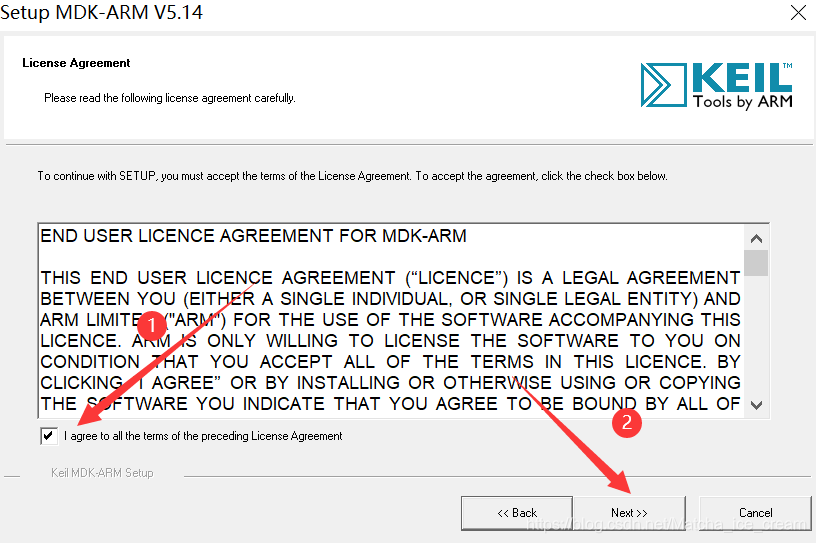 Setup MDK-ARM V5.14
License Agreement
Please read the following license agreement carefully.
KEIL™
Tools by ARM
To continue with SETUP, you must accept the terms of the License Agreement. To accept the agreement, click the check box below.
END USER LICENCE AGREEMENT FOR MDK-ARM
THIS END USER LICENCE AGREEMENT (“LICENCE”) IS A LEGAL AGREEMENT
BETWEEN YOU (EITHER A SINGLE INDIVIDUAL, OR SINGLE LEGAL ENTITY) AND
ARM LIMITED ("ARM") FOR THE USE OF THE SOFTWARE ACCOMPANYING THIS
LICENCE. ARM IS ONLY WILLING TO LICENSE THE SOFTWARE TO YOU ON
CONDITION THAT YOU ACCEPT ALL OF THE TERMS IN THIS LICENCE. BY
CLICKING “I AGREE” OR BY INSTALLING OR OTHERWISE USING OR COPYING
THE SOFTWARE YOU INDICATE THAT YOU AGREE TO BE BOUND BY ALL OF
1
2
I agree to all the terms of the preceding License Agreement
Keil MDK-ARM Setup
<< Back
Next >>
Cancel
https://blog.csdn.net/Matcha_ice_cream